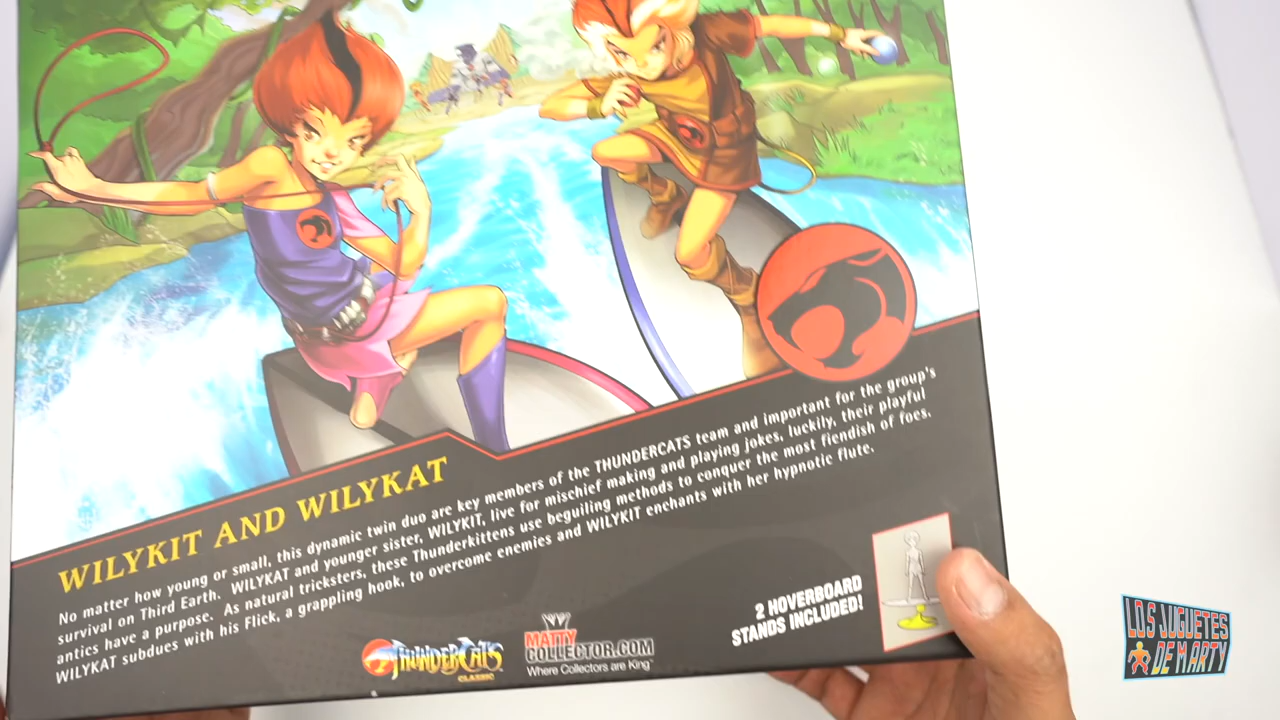 WILYKIT AND WILYKAT
No matter how young or small, this dynamic twin duo are key members of the THUNDERCATS team and important for the group's
survival on Third Earth. WILYKAT and younger sister, WILYKIT, live for mischief making and playing jokes, luckily, their playful
antics have a purpose. As natural tricksters, these Thunderkittens use beguiling methods to conquer the most fiendish of foes.
WILYKAT subdues with his Flick, a grappling hook, to overcome enemies and WILYKIT enchants with her hypnotic flute.
2 HOVERBOARD
STANDS INCLUDED!
THUNDERCATS
CLASSIC
MATTY
COLLECTOR.COM
Where Collectors are King
LOS JUGUETES
DE MARTY